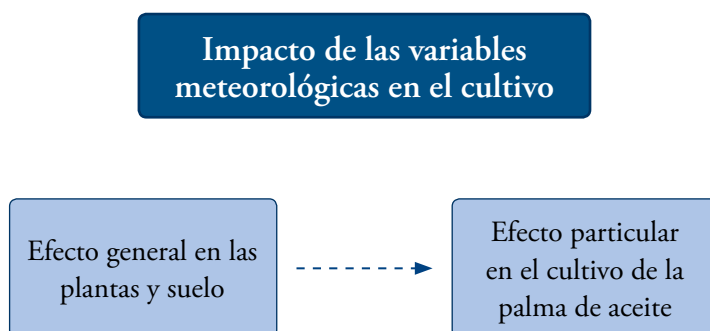 Impacto de las variables
meteorológicas en el cultivo
Efecto general en las
plantas y suelo
Efecto particular
en el cultivo de la
palma de aceite